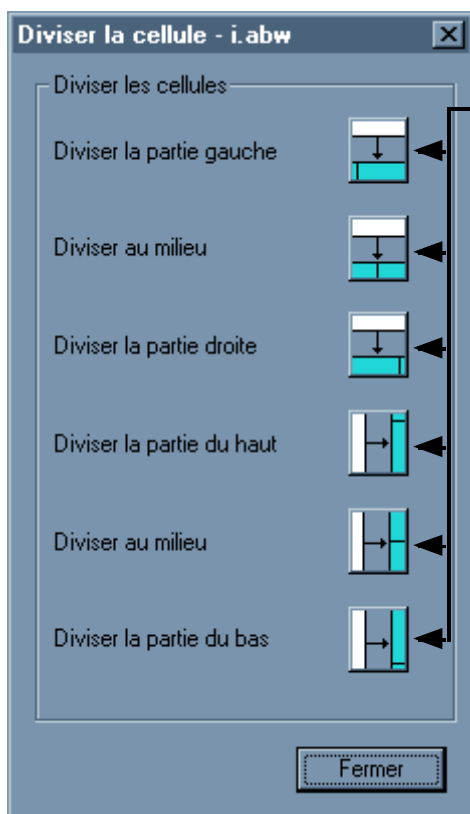 Diviser la cellule - i.abw
Diviser les cellules
Diviser la partie gauche
Diviser au milieu
Diviser la partie droite
Diviser la partie du haut
Diviser au milieu
Diviser la partie du bas
Fermer